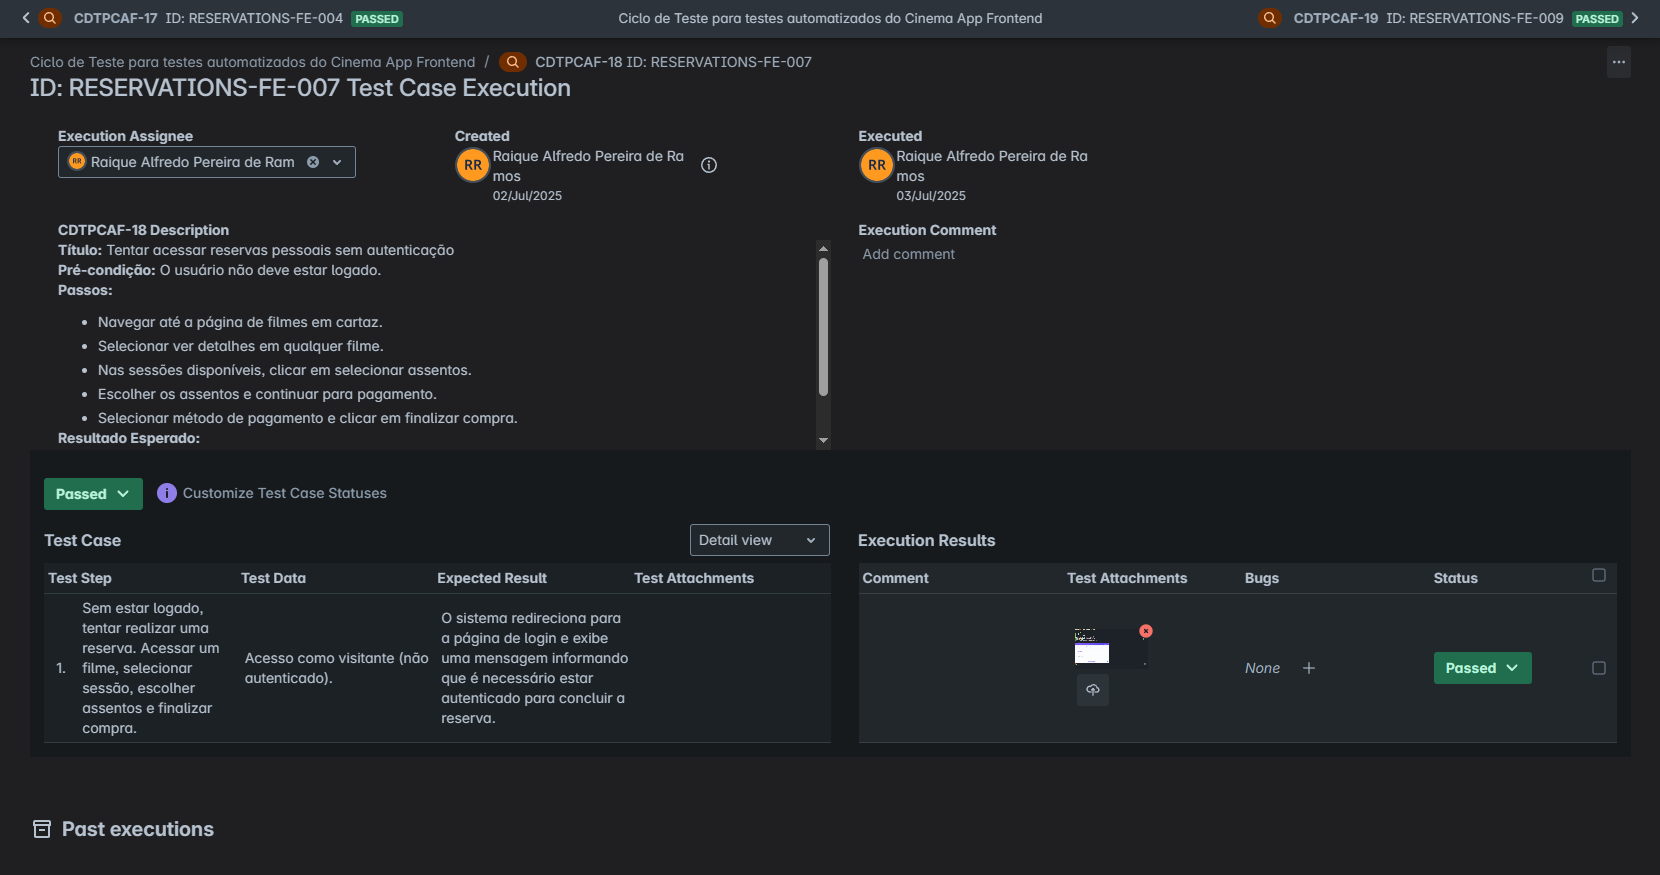 CDTPCAF-17 ID: RESERVATIONS-FE-004 PASSED
Ciclo de Teste para testes automatizados do Cinema App Frontend
CDTPCAF-19 ID: RESERVATIONS-FE-009 PASSED
Ciclo de Teste para testes automatizados do Cinema App Frontend / CDTPCAF-18 ID: RESERVATIONS-FE-007
ID: RESERVATIONS-FE-007 Test Case Execution
Execution Assignee
RR Raique Alfredo Pereira de Ram
Created
RR
Raique Alfredo Pereira de Ra
mos
02/Jul/2025
Executed
RR
Raique Alfredo Pereira de Ra
mos
03/Jul/2025
CDTPCAF-18 Description
Título: Tentar acessar reservas pessoais sem autenticação
Pré-condição: O usuário não deve estar logado.
Passos:
• Navegar até a página de filmes em cartaz.
• Selecionar ver detalhes em qualquer filme.
• Nas sessões disponíveis, clicar em selecionar assentos.
• Escolher os assentos e continuar para pagamento.
• Selecionar método de pagamento e clicar em finalizar compra.
Resultado Esperado:
Execution Comment
Add comment
Passed
Customize Test Case Statuses
Test Case
Detail view
Test Step Test Data Expected Result Test Attachments
1.
Sem estar logado,
tentar realizar uma
reserva. Acessar um
filme, selecionar
sessão, escolher
assentos e finalizar
compra.
Acesso como visitante (não
autenticado).
O sistema redireciona para
a página de login e exibe
uma mensagem informando
que é necessário estar
autenticado para concluir a
reserva.
Execution Results
Comment Test Attachments Bugs Status
None
Passed
Past executions